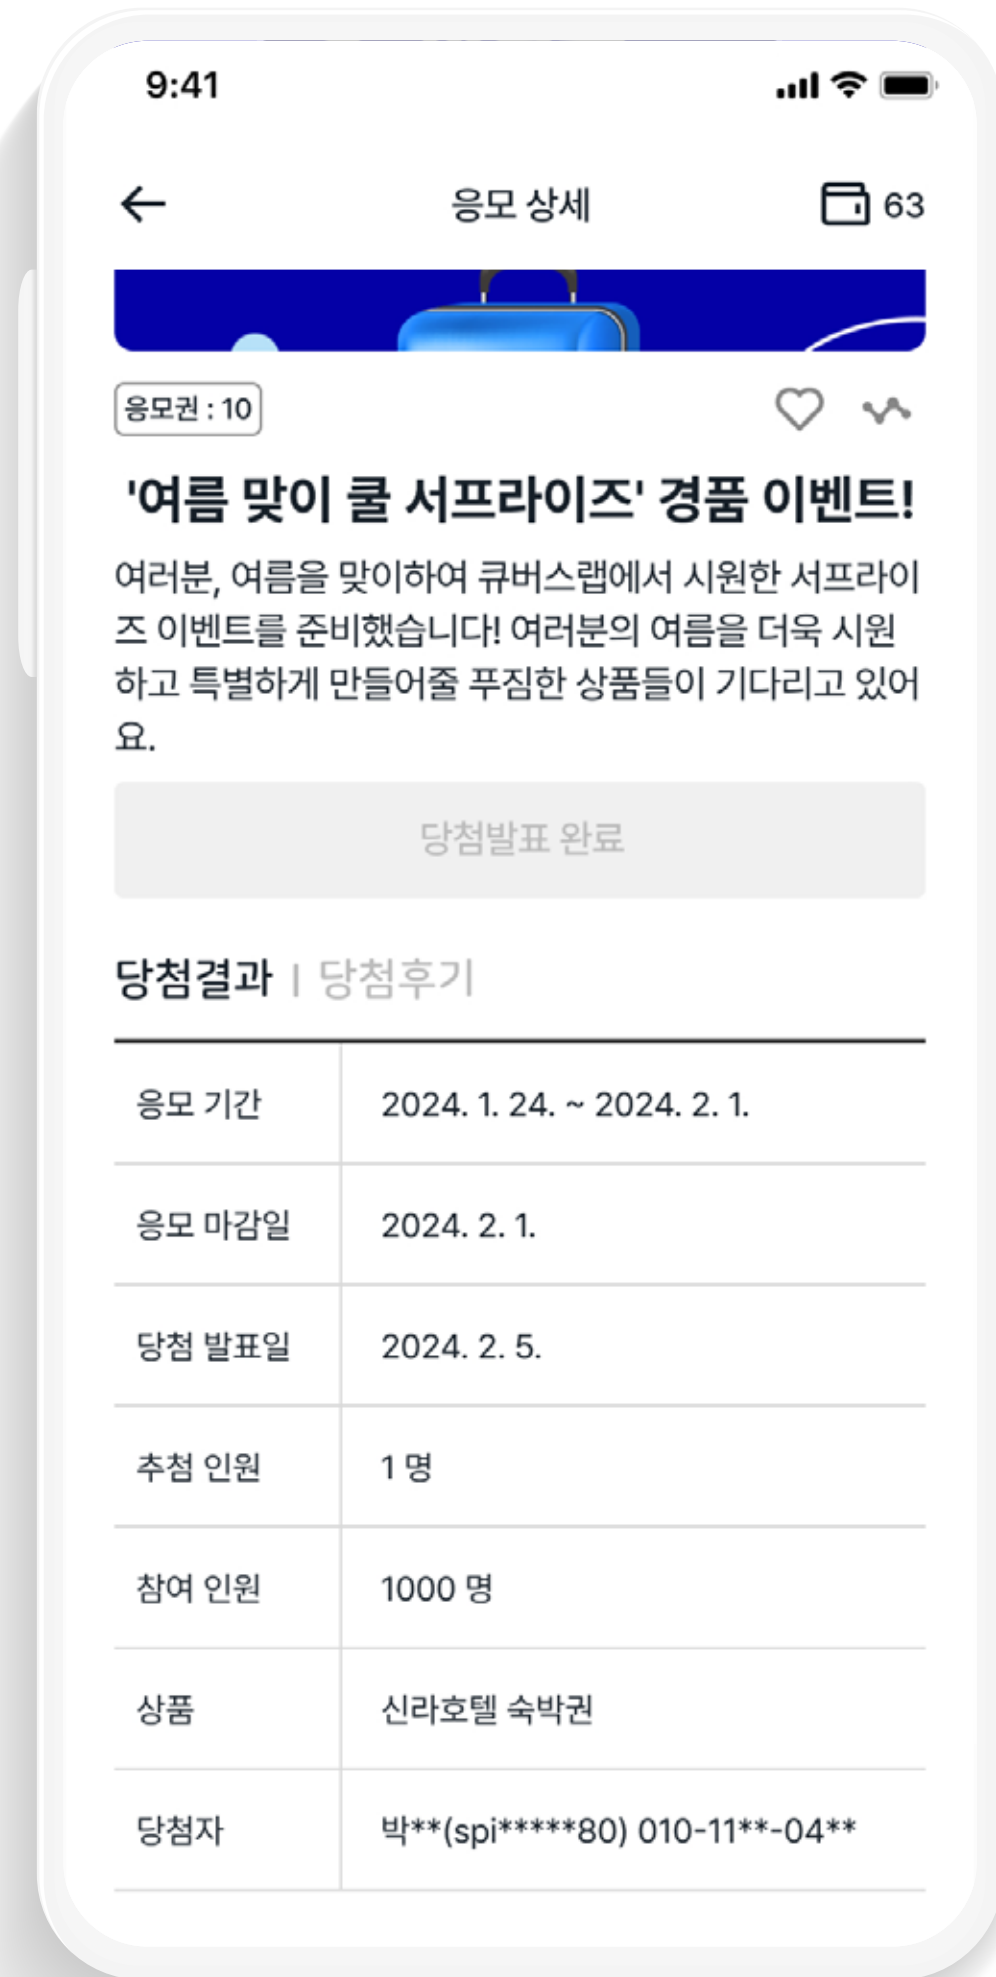 9:41
응모 상세
63
응모권 : 10
'여름 맞이 쿨 서프라이즈' 경품 이벤트!
여러분, 여름을 맞이하여 큐버스랩에서 시원한 서프라이
즈 이벤트를 준비했습니다! 여러분의 여름을 더욱 시원
하고 특별하게 만들어줄 푸짐한 상품들이 기다리고 있어
요.
당첨발표 완료
당첨결과 | 당첨후기
응모 기간 2024. 1. 24. ~ 2024. 2. 1.
응모 마감일 2024. 2. 1.
당첨 발표일 2024. 2. 5.
추첨 인원 1 명
참여 인원 1000 명
상품 신라호텔 숙박권
당첨자 박**(spi*****80) 010-11**-04**